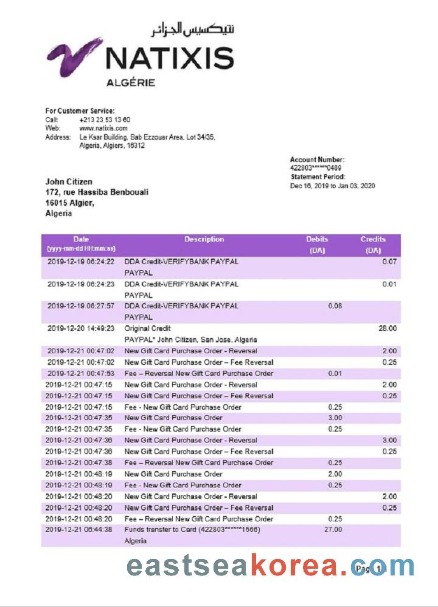 نتيكسيس الجزائر
NATIXIS
ALGÉRIE
For Customer Service:
Call: +213 23 53 13 60
Web: www.natixis.com
Address: Le Ksar Building, Bab Ezzouar Area, Lot 34/35,
Algeria, Algiers, 16312
Account Number:
422803******0489
Statement Period:
Dec 16, 2019 to Jan 03, 2020
John Citizen
172, rue Hassiba Benbouali
16015 Algier,
Algeria
Date Description Debits Credits
(yyyy-mm-dd HH:mm:ss) (DA) (DA)
2019-12-19 06:24:22 DDA Credit-VERIFYBANK PAYPAL 0.07
PAYPAL
2019-12-19 06:24:23 DDA Credit-VERIFYBANK PAYPAL 0.01
PAYPAL
2019-12-19 06:27:57 DDA Credit-VERIFYBANK PAYPAL 0.08
PAYPAL
2019-12-20 14:49:23 Original Credit 28.00
PAYPAL* John Citizen, San Jose, Algeria
2019-12-21 00:47:02 New Gift Card Purchase Order - Reversal 2.00
2019-12-21 00:47:02 New Gift Card Purchase Order – Fee Reversal 0.25
2019-12-21 00:47:53 Fee – Reversal New Gift Card Purchase Order 0.01
2019-12-21 00:47:15 New Gift Card Purchase Order - Reversal 2.00
2019-12-21 00:47:15 New Gift Card Purchase Order – Fee Reversal 0.25
2019-12-21 00:47:15 Fee - New Gift Card Purchase Order 0.25
2019-12-21 00:47:35 New Gift Card Purchase Order 3.00
2019-12-21 00:47:35 Fee - New Gift Card Purchase Order 0.25
2019-12-21 00:47:36 New Gift Card Purchase Order - Reversal 3.00
2019-12-21 00:47:36 New Gift Card Purchase Order – Fee Reversal 0.25
2019-12-21 00:47:38 Fee – Reversal New Gift Card Purchase Order 0.25
2019-12-21 00:48:19 New Gift Card Purchase Order 2.00
2019-12-21 00:48:19 Fee - New Gift Card Purchase Order 0.25
2019-12-21 00:48:20 New Gift Card Purchase Order - Reversal 2.00
2019-12-21 00:48:20 New Gift Card Purchase Order – Fee Reversal 0.25
2019-12-21 00:48:20 Fee – Reversal New Gift Card Purchase Order 0.25
2019-12-21 06:44:38 Funds transfer to Card (422803******1566) 27.00
Algeria
Page 1
eastseakorea.com